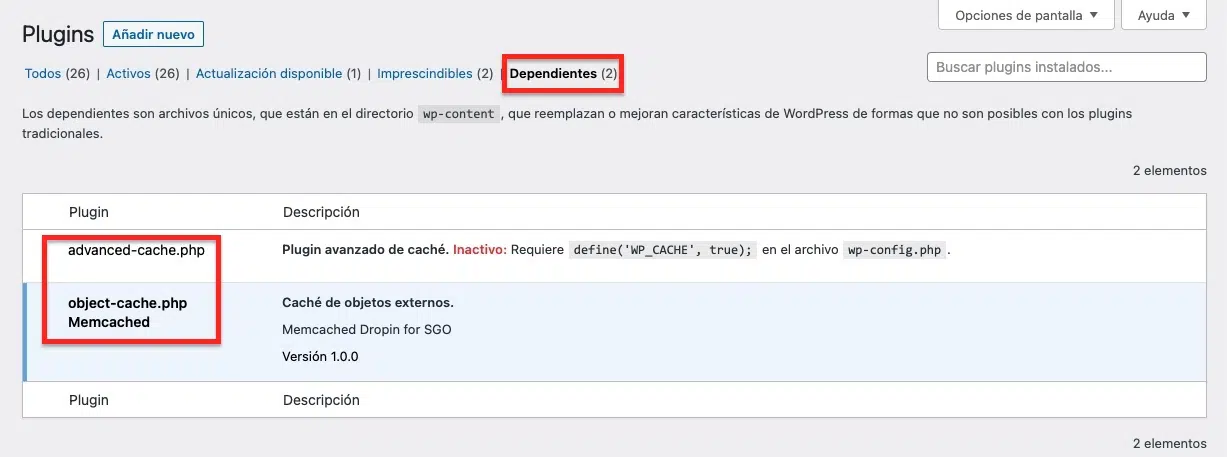 Opciones de pantalla ▼ Ayuda ▼
Plugins Añadir nuevo
Todos (26) | Activos (26) | Actualización disponible (1) | Imprescindibles (2) | Dependientes (2)
Buscar plugins instalados...
Los dependientes son archivos únicos, que están en el directorio wp-content, que reemplazan o mejoran características de WordPress de formas que no son posibles con los plugins
tradicionales.
2 elementos
Plugin Descripción
advanced-cache.php Plugin avanzado de caché. Inactivo: Requiere define('WP_CACHE', true); en el archivo wp-config.php.
object-cache.php Caché de objetos externos.
Memcached
Memcached Dropin for SGO
Versión 1.0.0
Plugin Descripción
2 elementos